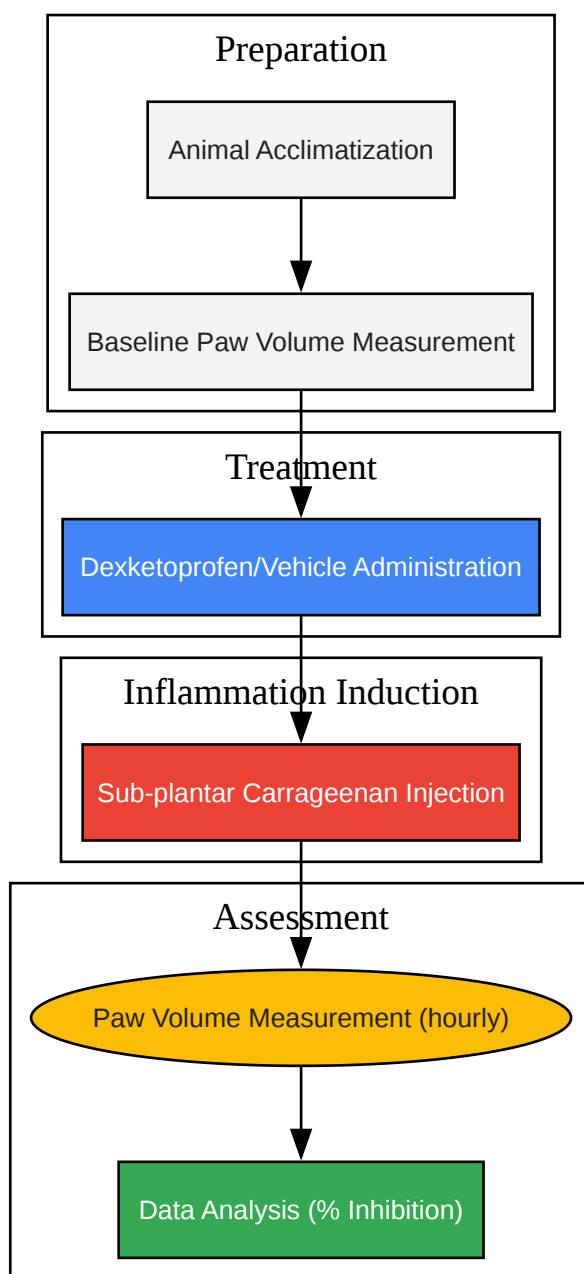 Preparation
Animal Acclimatization
Baseline Paw Volume Measurement
Treatment
Dexketoprofen/Vehicle Administration
Inflammation Induction
Sub-plantar Carrageenan Injection
Assessment
Paw Volume Measurement (hourly)
Data Analysis (% Inhibition)